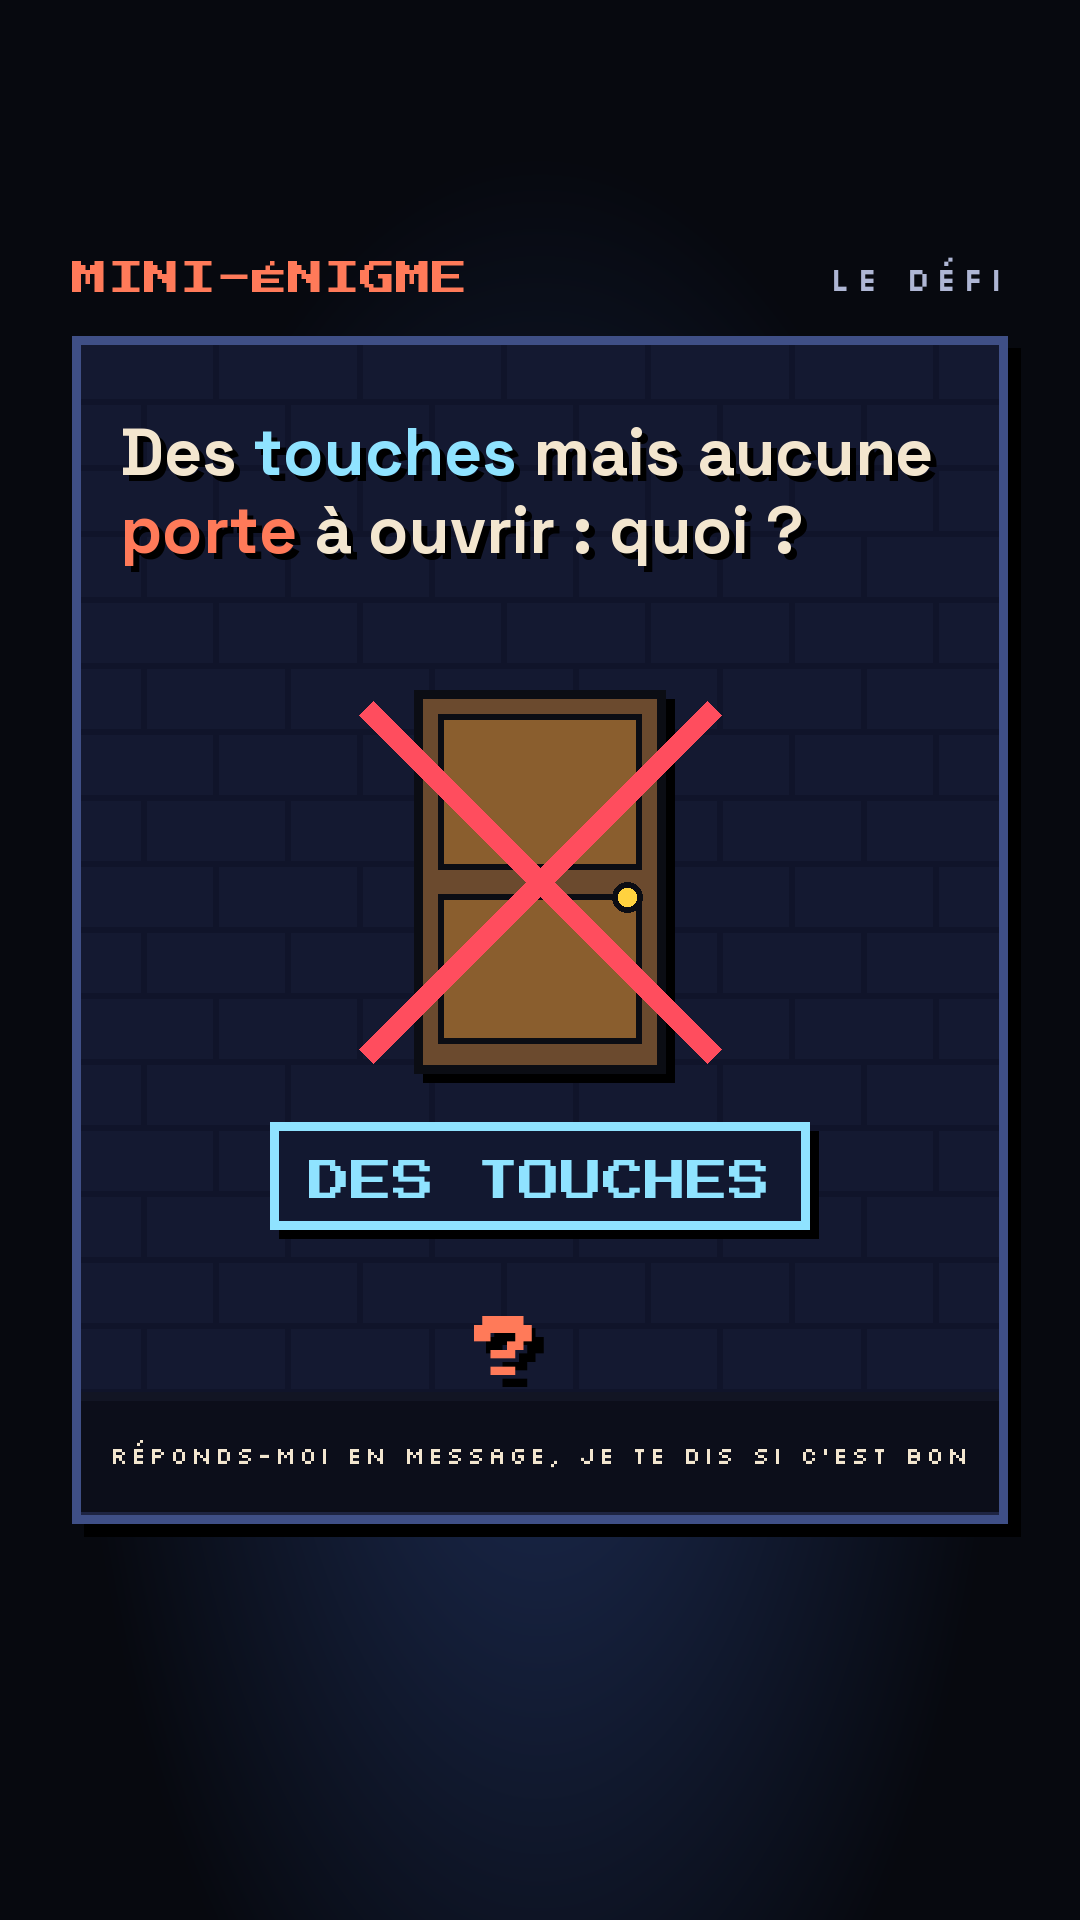 MINI-ÉNIGME
LE DÉFI
Des touches mais aucune
porte à ouvrir : quoi ?
DES TOUCHES
?
RÉPONDS-MOI EN MESSAGE, JE TE DIS SI C'EST BON